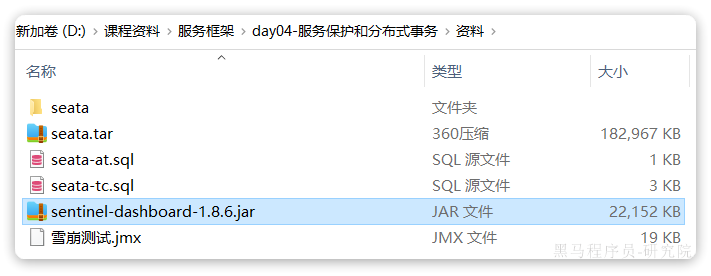 新加卷 (D:) > 课程资料 > 服务框架 > day04-服务保护和分布式事务 > 资料 >
名称 类型 大小
seata 文件夹
seata.tar 360压缩 182,967 KB
seata-at.sql SQL 源文件 1 KB
seata-tc.sql SQL 源文件 3 KB
sentinel-dashboard-1.8.6.jar JAR 文件 22,152 KB
雪崩测试.jmx JMX 文件 19 KB
黑马程序员-研究院